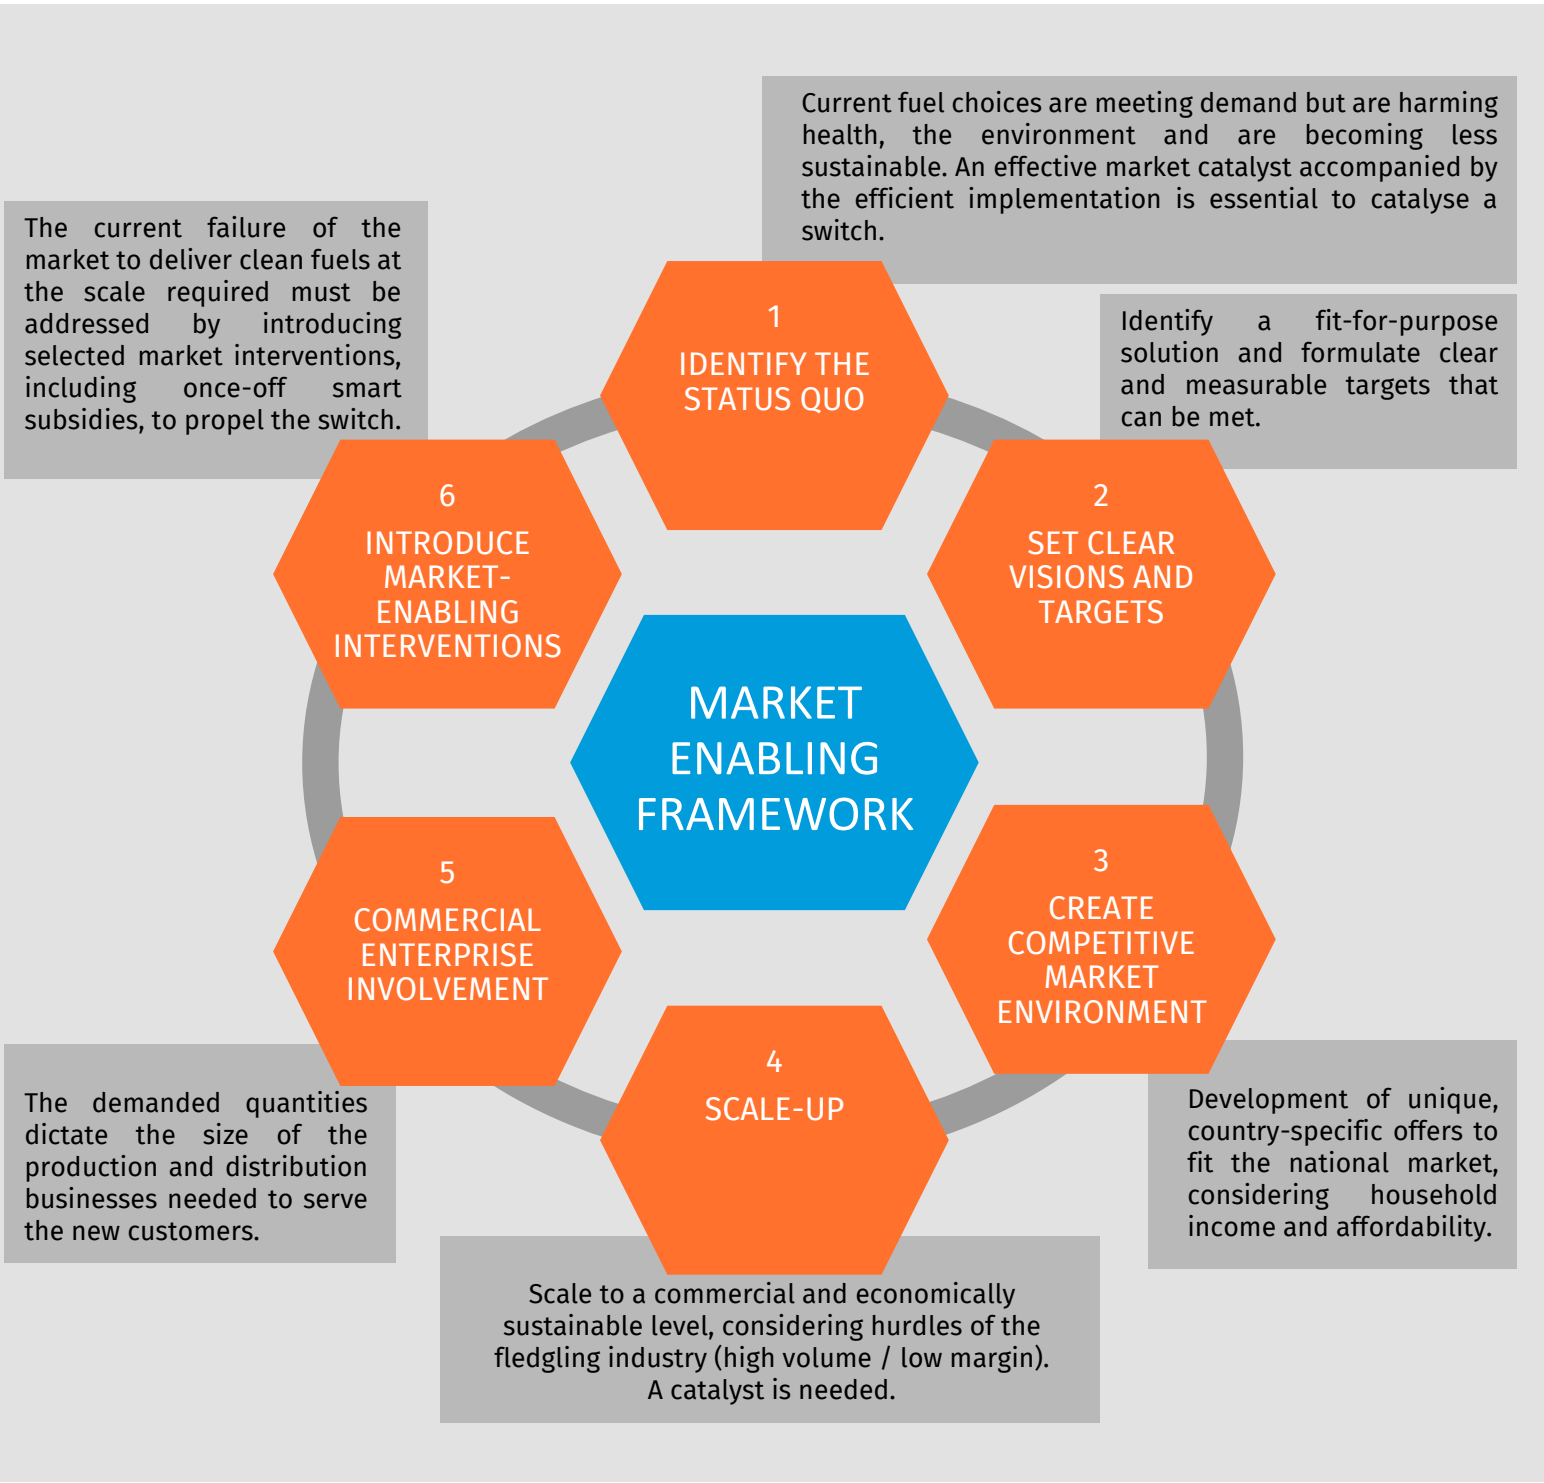 Current fuel choices are meeting demand but are harming
health, the environment and are becoming less
sustainable. An effective market catalyst accompanied by
the efficient implementation is essential to catalyse a
switch.
1
IDENTIFY THE
STATUS QUO
Identify a fit-for-purpose
solution and formulate clear
and measurable targets that
can be met.
2
SET CLEAR
VISIONS AND
TARGETS
3
CREATE
COMPETITIVE
MARKET
ENVIRONMENT
Development of unique,
country-specific offers to
fit the national market,
considering household
income and affordability.
4
SCALE-UP
Scale to a commercial and economically
sustainable level, considering hurdles of the
fledgling industry (high volume / low margin).
A catalyst is needed.
5
COMMERCIAL
ENTERPRISE
INVOLVEMENT
The demanded quantities
dictate the size of the
production and distribution
businesses needed to serve
the new customers.
The current failure of the
market to deliver clean fuels at
the scale required must be
addressed by introducing
selected market interventions,
including once-off smart
subsidies, to propel the switch.
6
INTRODUCE
MARKET-
ENABLING
INTERVENTIONS
MARKET
ENABLING
FRAMEWORK